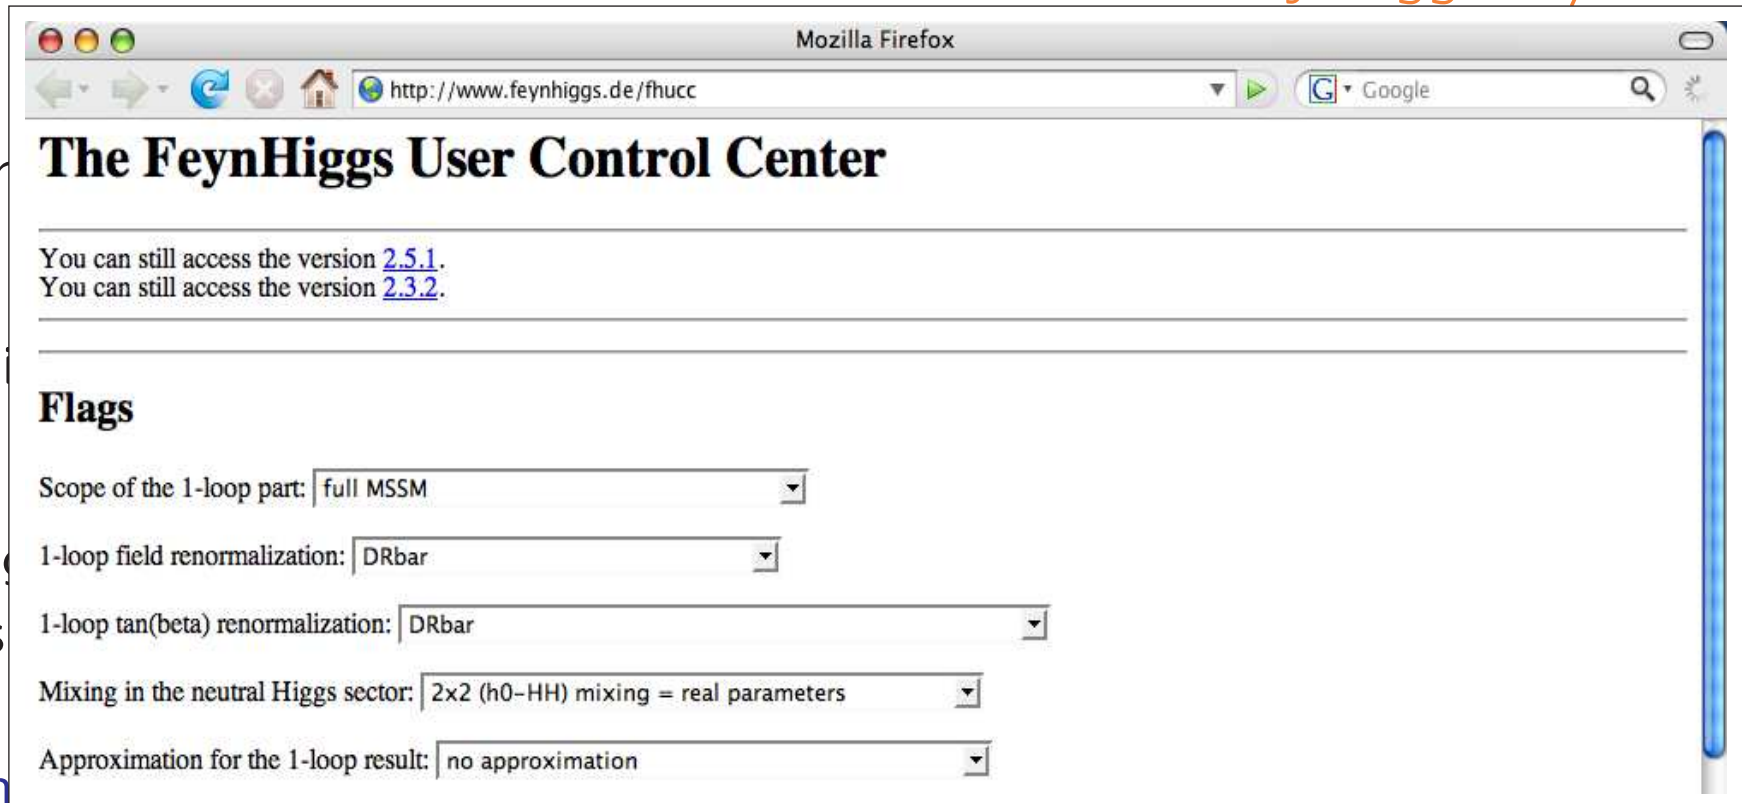 Mozilla Firefox
http://www.feynhiggs.de/fhucc
G Google
The FeynHiggs User Control Center
You can still access the version 2.5.1.
You can still access the version 2.3.2.
Flags
Scope of the 1-loop part: full MSSM
1-loop field renormalization: DRbar
1-loop tan(beta) renormalization: DRbar
Mixing in the neutral Higgs sector: 2x2 (h0-HH) mixing = real parameters
Approximation for the 1-loop result: no approximation